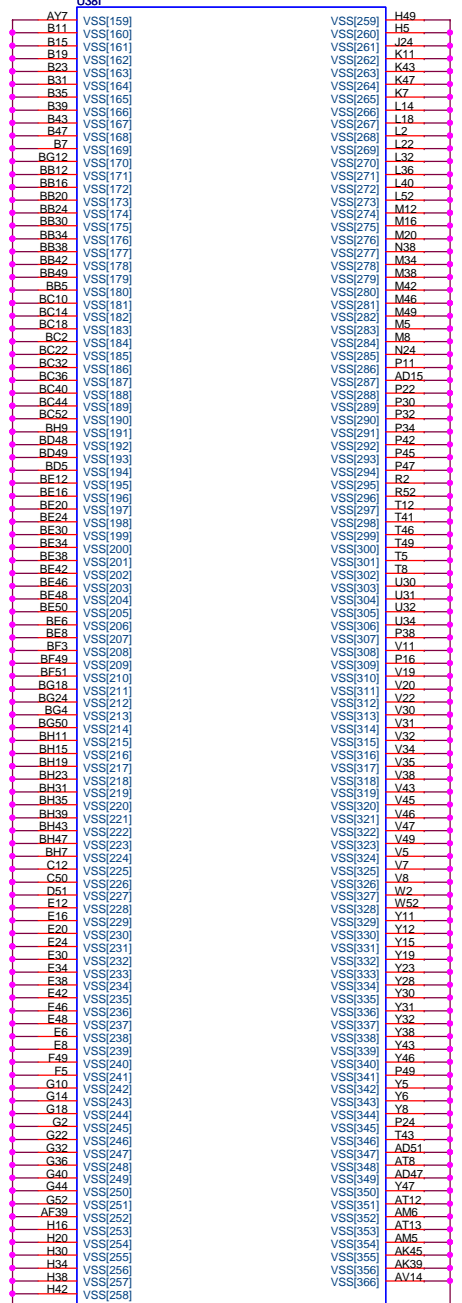 U38I
AY7 VSS[159] VSS[259] H49
B11 VSS[160] VSS[260] H5
B15 VSS[161] VSS[261] J24
B19 VSS[162] VSS[262] K11
B23 VSS[163] VSS[263] K43
B31 VSS[164] VSS[264] K47
B35 VSS[165] VSS[265] K7
B39 VSS[166] VSS[266] L14
B43 VSS[167] VSS[267] L18
B47 VSS[168] VSS[268] L2
B7 VSS[169] VSS[269] L22
BG12 VSS[170] VSS[270] L32
BB12 VSS[171] VSS[271] L36
BB16 VSS[172] VSS[272] L40
BB20 VSS[173] VSS[273] L52
BB24 VSS[174] VSS[274] M12
BB30 VSS[175] VSS[275] M16
BB34 VSS[176] VSS[276] M20
BB38 VSS[177] VSS[277] N38
BB42 VSS[178] VSS[278] M34
BB49 VSS[179] VSS[279] M38
BB5 VSS[180] VSS[280] M42
BC10 VSS[181] VSS[281] M46
BC14 VSS[182] VSS[282] M49
BC18 VSS[183] VSS[283] M5
BC2 VSS[184] VSS[284] M8
BC22 VSS[185] VSS[285] N24
BC32 VSS[186] VSS[286] P11
BC36 VSS[187] VSS[287] AD15
BC40 VSS[188] VSS[288] P22
BC44 VSS[189] VSS[289] P30
BC52 VSS[190] VSS[290] P32
BH9 VSS[191] VSS[291] P34
BD48 VSS[192] VSS[292] P42
BD49 VSS[193] VSS[293] P45
BD5 VSS[194] VSS[294] P47
BE12 VSS[195] VSS[295] R2
BE16 VSS[196] VSS[296] R52
BE20 VSS[197] VSS[297] T12
BE24 VSS[198] VSS[298] T41
BE30 VSS[199] VSS[299] T46
BE34 VSS[200] VSS[300] T49
BE38 VSS[201] VSS[301] T5
BE42 VSS[202] VSS[302] T8
BE46 VSS[203] VSS[303] U30
BE48 VSS[204] VSS[304] U31
BE50 VSS[205] VSS[305] U32
BE6 VSS[206] VSS[306] U34
BE8 VSS[207] VSS[307] P38
BF3 VSS[208] VSS[308] V11
BF49 VSS[209] VSS[309] P16
BF51 VSS[210] VSS[310] V19
BG18 VSS[211] VSS[311] V20
BG24 VSS[212] VSS[312] V22
BG4 VSS[213] VSS[313] V30
BG50 VSS[214] VSS[314] V31
BH11 VSS[215] VSS[315] V32
BH15 VSS[216] VSS[316] V34
BH19 VSS[217] VSS[317] V35
BH23 VSS[218] VSS[318] V38
BH31 VSS[219] VSS[319] V43
BH35 VSS[220] VSS[320] V45
BH39 VSS[221] VSS[321] V46
BH43 VSS[222] VSS[322] V47
BH47 VSS[223] VSS[323] V49
BH7 VSS[224] VSS[324] V5
C12 VSS[225] VSS[325] V7
C50 VSS[226] VSS[326] V8
D51 VSS[227] VSS[327] W2
E12 VSS[228] VSS[328] W52
E16 VSS[229] VSS[329] Y11
E20 VSS[230] VSS[330] Y12
E24 VSS[231] VSS[331] Y15
E30 VSS[232] VSS[332] Y19
E34 VSS[233] VSS[333] Y23
E38 VSS[234] VSS[334] Y28
E42 VSS[235] VSS[335] Y30
E46 VSS[236] VSS[336] Y31
E48 VSS[237] VSS[337] Y32
E6 VSS[238] VSS[338] Y38
E8 VSS[239] VSS[339] Y43
F49 VSS[240] VSS[340] Y46
F5 VSS[241] VSS[341] P49
G10 VSS[242] VSS[342] Y5
G14 VSS[243] VSS[343] Y6
G18 VSS[244] VSS[344] Y8
G2 VSS[245] VSS[345] P24
G22 VSS[246] VSS[346] T43
G32 VSS[247] VSS[347] AD51
G36 VSS[248] VSS[348] AT8
G40 VSS[249] VSS[349] AD47
G44 VSS[250] VSS[350] Y47
G52 VSS[251] VSS[351] AT12
AF39 VSS[252] VSS[352] AM6
H16 VSS[253] VSS[353] AT13
H20 VSS[254] VSS[354] AM5
H30 VSS[255] VSS[355] AK45
H34 VSS[256] VSS[356] AK39
H38 VSS[257] VSS[366] AV14
H42 VSS[258]